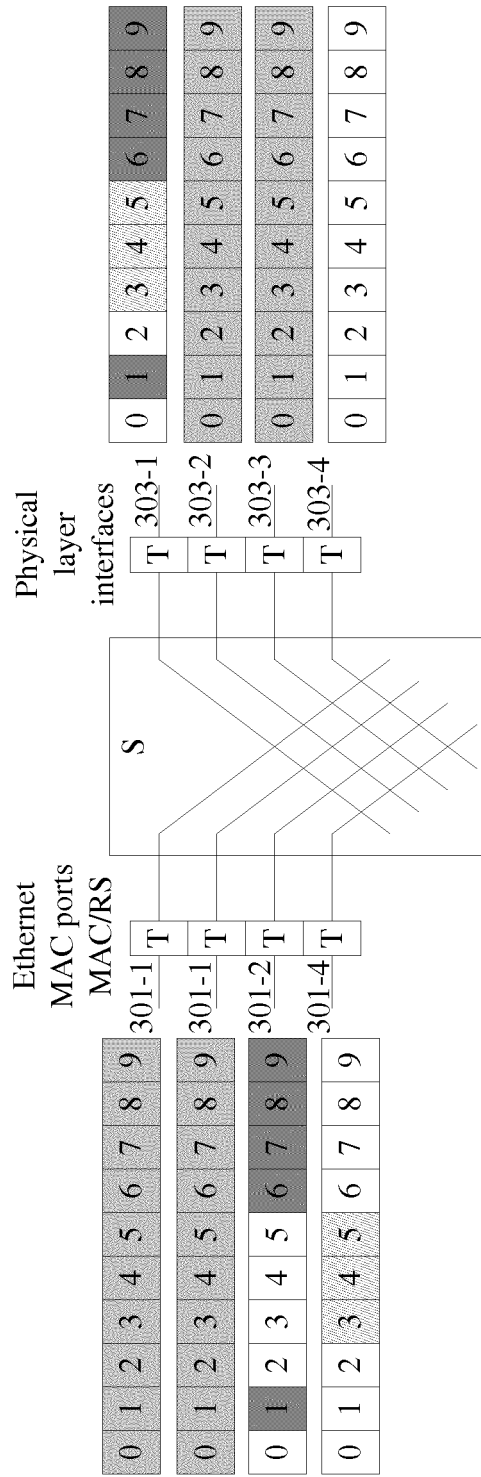 Ethernet
MAC ports
MAC/RS
Physical
layer
interfaces
S
0 1 2 3 4 5 6 7 8 9
301-1
T
T
303-1
0 1 2 3 4 5 6 7 8 9
0 1 2 3 4 5 6 7 8 9
301-1
T
T
303-2
0 1 2 3 4 5 6 7 8 9
0 1 2 3 4 5 6 7 8 9
301-2
T
T
303-3
0 1 2 3 4 5 6 7 8 9
0 1 2 3 4 5 6 7 8 9
301-4
T
T
303-4
0 1 2 3 4 5 6 7 8 9